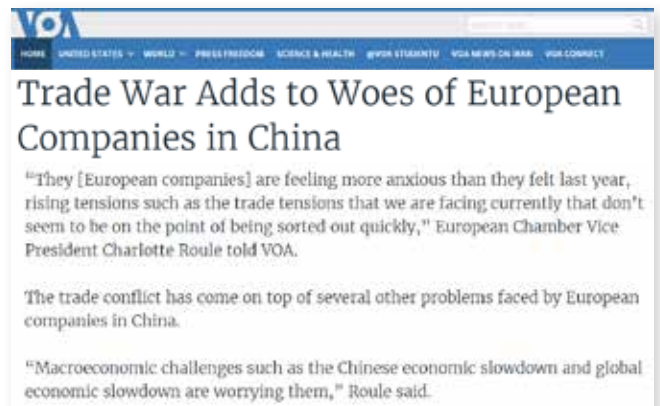 VOA
HOME UNITED STATES WORLD PRESS FREEDOM SCIENCE & HEALTH @VOA STUDENTU VOA NEWS ON IRAN VOA CONNECT
Trade War Adds to Woes of European
Companies in China
“They [European companies] are feeling more anxious than they felt last year,
rising tensions such as the trade tensions that we are facing currently that don’t
seem to be on the point of being sorted out quickly,” European Chamber Vice
President Charlotte Roule told VOA.
The trade conflict has come on top of several other problems faced by European
companies in China.
“Macroeconomic challenges such as the Chinese economic slowdown and global
economic slowdown are worrying them,” Roule said.